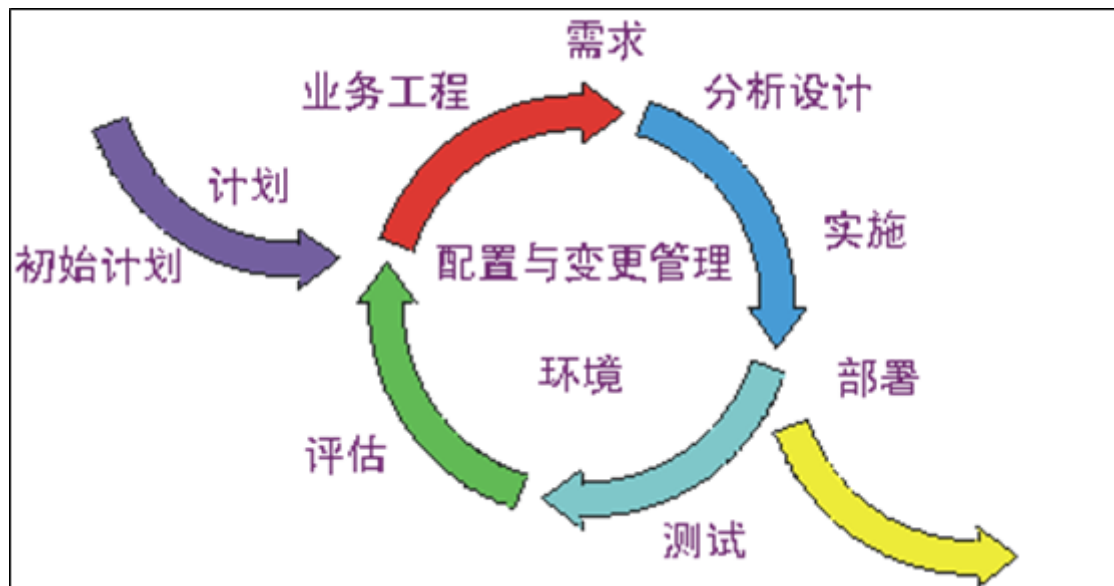 需求
业务工程
分析设计
计划
初始计划
实施
配置与变更管理
环境
部署
评估
测试